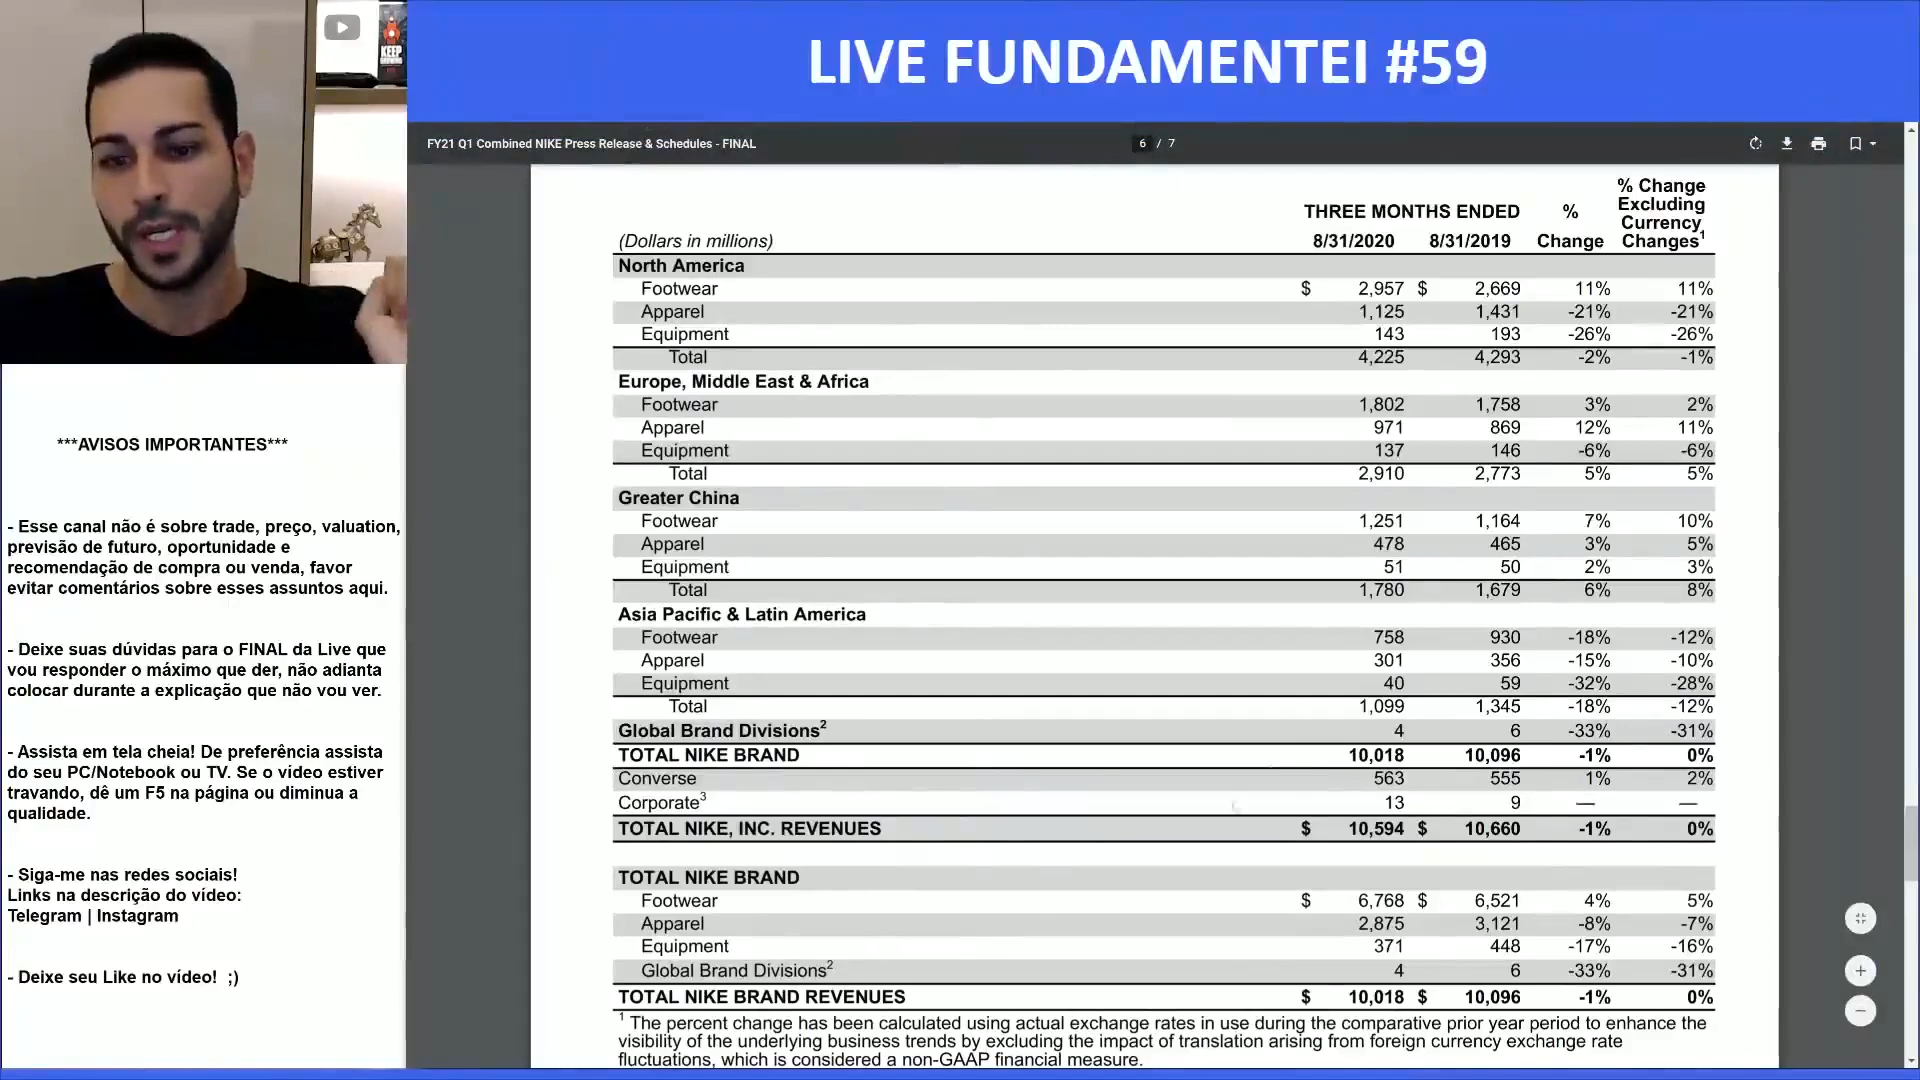 KEEP
LIVE FUNDAMENTEI #59
FY21 Q1 Combined NIKE Press Release & Schedules - FINAL
6 / 7
***AVISOS IMPORTANTES***
- Esse canal não é sobre trade, preço, valuation,
previsão de futuro, oportunidade e
recomendação de compra ou venda, favor
evitar comentários sobre esses assuntos aqui.
- Deixe suas dúvidas para o FINAL da Live que
vou responder o máximo que der, não adianta
colocar durante a explicação que não vou ver.
- Assista em tela cheia! De preferência assista
do seu PC/Notebook ou TV. Se o vídeo estiver
travando, dê um F5 na página ou diminua a
qualidade.
- Siga-me nas redes sociais!
Links na descrição do vídeo:
Telegram | Instagram
- Deixe seu Like no vídeo! ;)
% Change
Excluding
Currency
Changes1
THREE MONTHS ENDED %
(Dollars in millions) 8/31/2020 8/31/2019 Change
North America
Footwear $ 2,957 $ 2,669 11% 11%
Apparel 1,125 1,431 -21% -21%
Equipment 143 193 -26% -26%
Total 4,225 4,293 -2% -1%
Europe, Middle East & Africa
Footwear 1,802 1,758 3% 2%
Apparel 971 869 12% 11%
Equipment 137 146 -6% -6%
Total 2,910 2,773 5% 5%
Greater China
Footwear 1,251 1,164 7% 10%
Apparel 478 465 3% 5%
Equipment 51 50 2% 3%
Total 1,780 1,679 6% 8%
Asia Pacific & Latin America
Footwear 758 930 -18% -12%
Apparel 301 356 -15% -10%
Equipment 40 59 -32% -28%
Total 1,099 1,345 -18% -12%
Global Brand Divisions2 4 6 -33% -31%
TOTAL NIKE BRAND 10,018 10,096 -1% 0%
Converse 563 555 1% 2%
Corporate3 13 9 — —
TOTAL NIKE, INC. REVENUES $ 10,594 $ 10,660 -1% 0%
TOTAL NIKE BRAND
Footwear $ 6,768 $ 6,521 4% 5%
Apparel 2,875 3,121 -8% -7%
Equipment 371 448 -17% -16%
Global Brand Divisions2 4 6 -33% -31%
TOTAL NIKE BRAND REVENUES $ 10,018 $ 10,096 -1% 0%
1 The percent change has been calculated using actual exchange rates in use during the comparative prior year period to enhance the
visibility of the underlying business trends by excluding the impact of translation arising from foreign currency exchange rate
fluctuations, which is considered a non-GAAP financial measure.